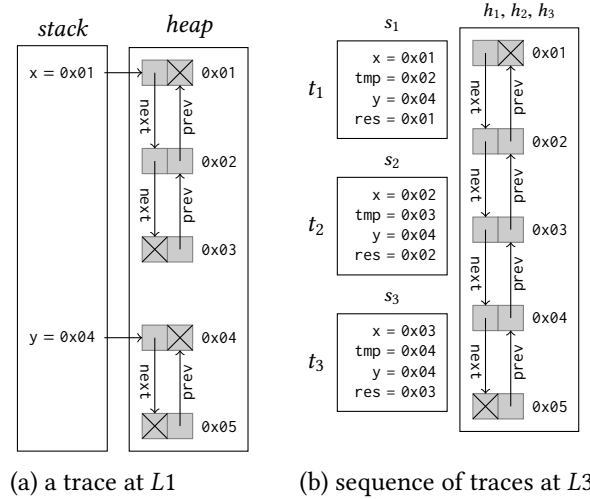 stack
heap
x = 0x01
0x01
next
prev
0x02
next
prev
0x03
y = 0x04
0x04
next
prev
0x05
(a) a trace at L1
s1
t1
x = 0x01
tmp = 0x02
y = 0x04
res = 0x01
s2
t2
x = 0x02
tmp = 0x03
y = 0x04
res = 0x02
s3
t3
x = 0x03
tmp = 0x04
y = 0x04
res = 0x03
h1, h2, h3
0x01
next
prev
0x02
next
prev
0x03
next
prev
0x04
next
prev
0x05
(b) sequence of traces at L3